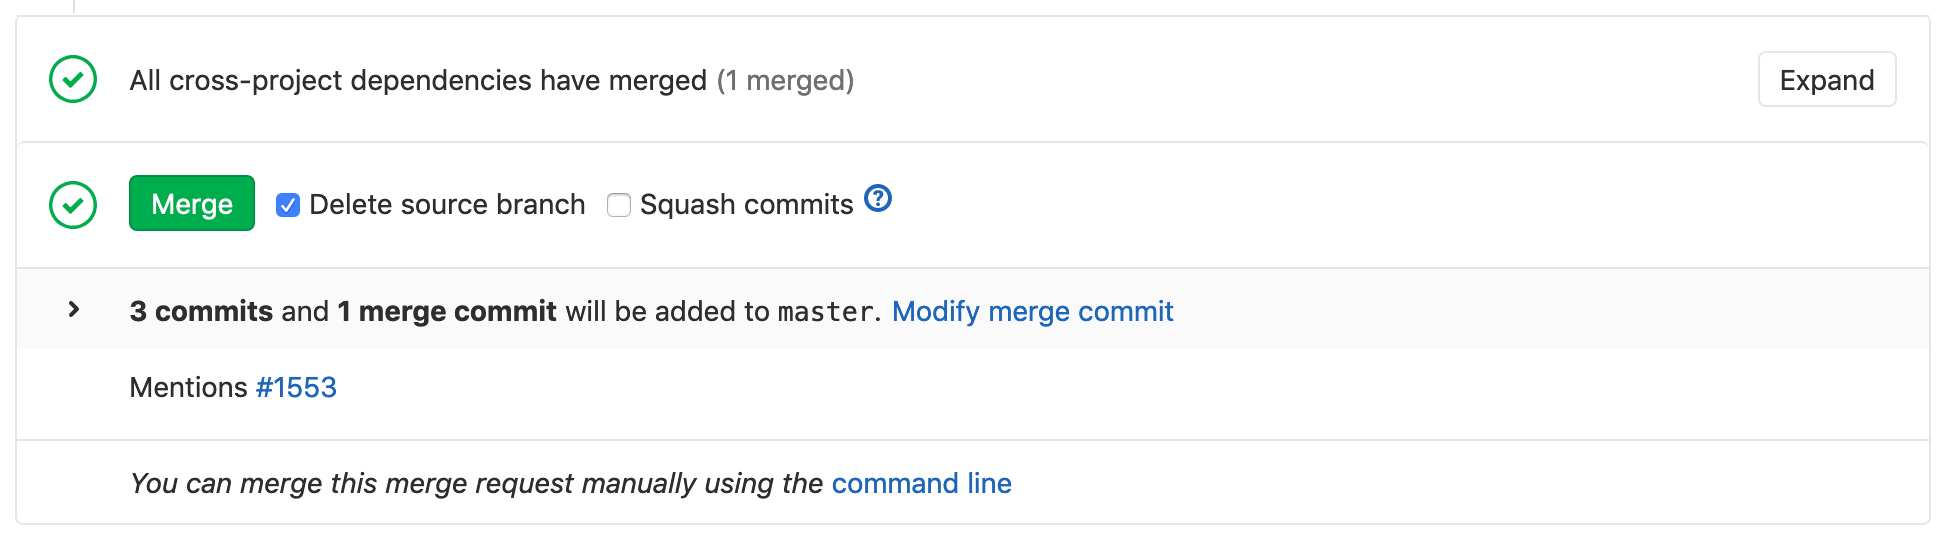 All cross-project dependencies have merged (1 merged) Expand
Merge Delete source branch Squash commits ?
3 commits and 1 merge commit will be added to master. Modify merge commit
Mentions #1553
You can merge this merge request manually using the command line